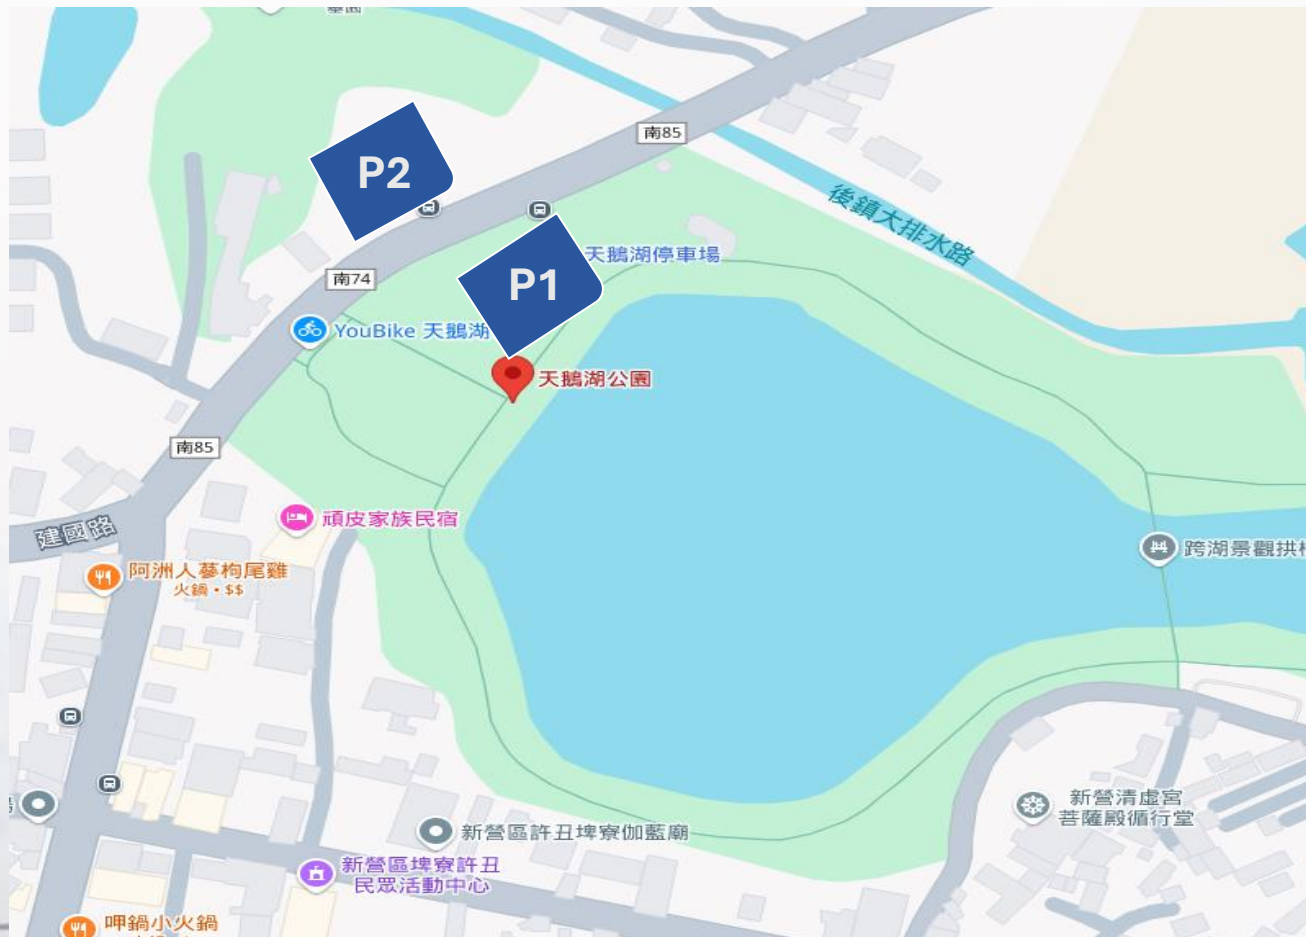 南85
P2
後鎮大排水路
天鵝湖停車場
南74
P1
YouBike 天鵝湖
天鵝湖公園
南85
頑皮家族民宿
建國路
跨湖景觀拱
阿洲人蔘枸尾雞
火鍋·$$
新營清虛宮
菩薩殿循行堂
新營區許丑埤寮伽藍廟
新營區埤寮許丑
民眾活動中心
呷鍋小火鍋